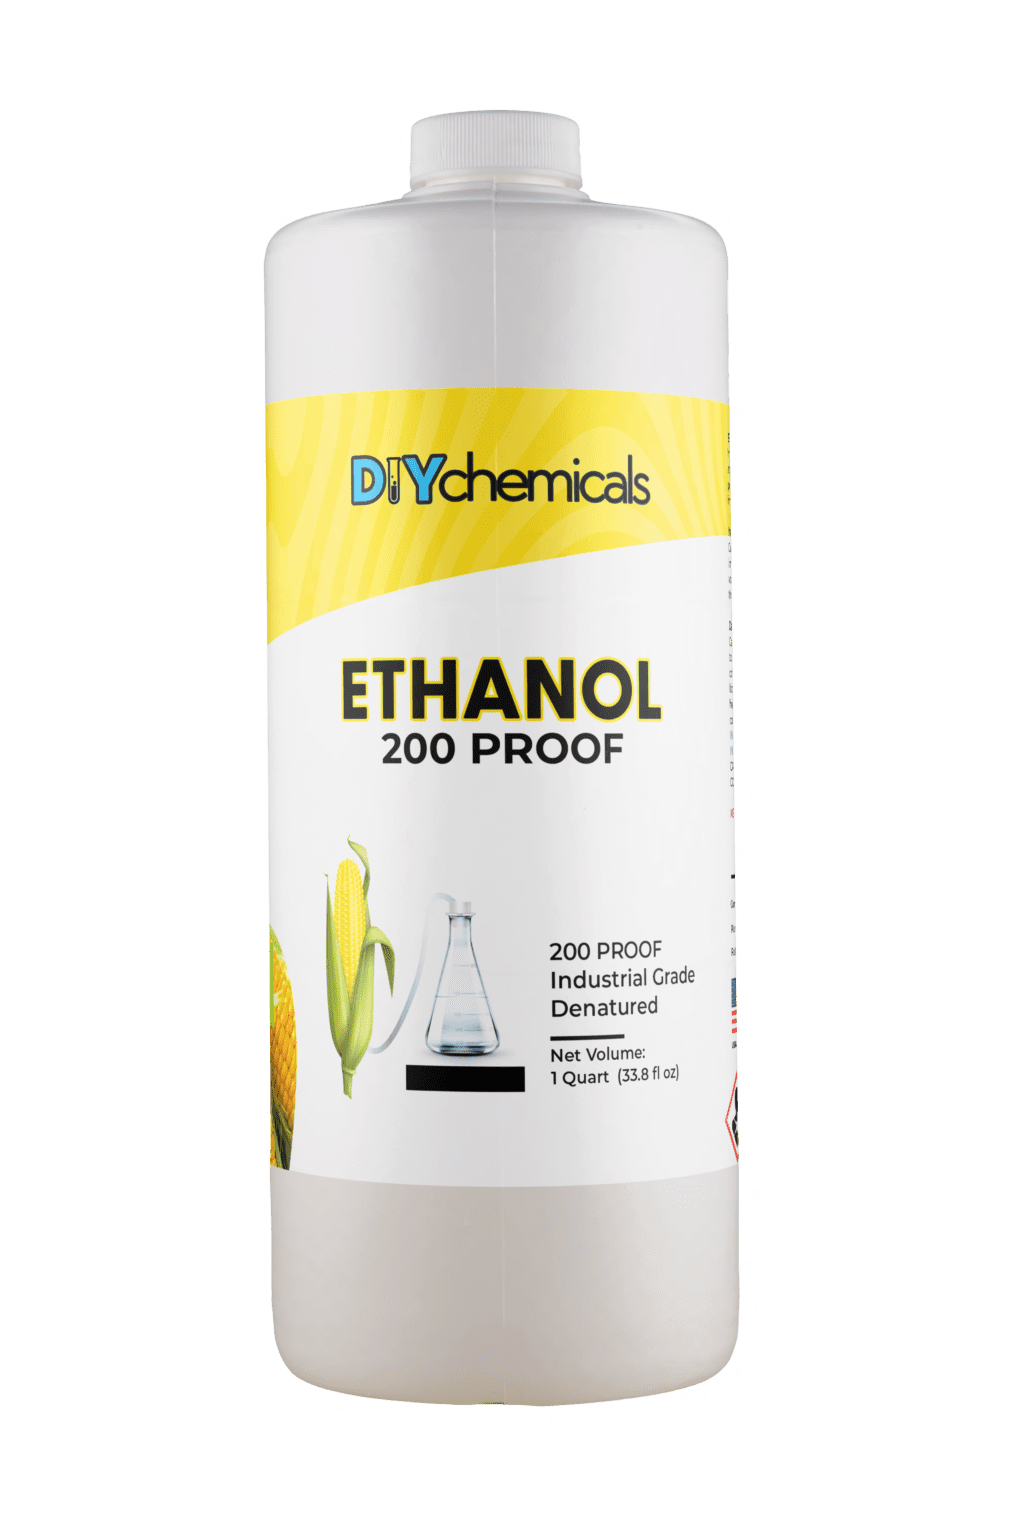 DIYchemicals
ETHANOL
200 PROOF
200 PROOF
Industrial Grade
Denatured
Net Volume:
1 Quart (33.8 fl oz)